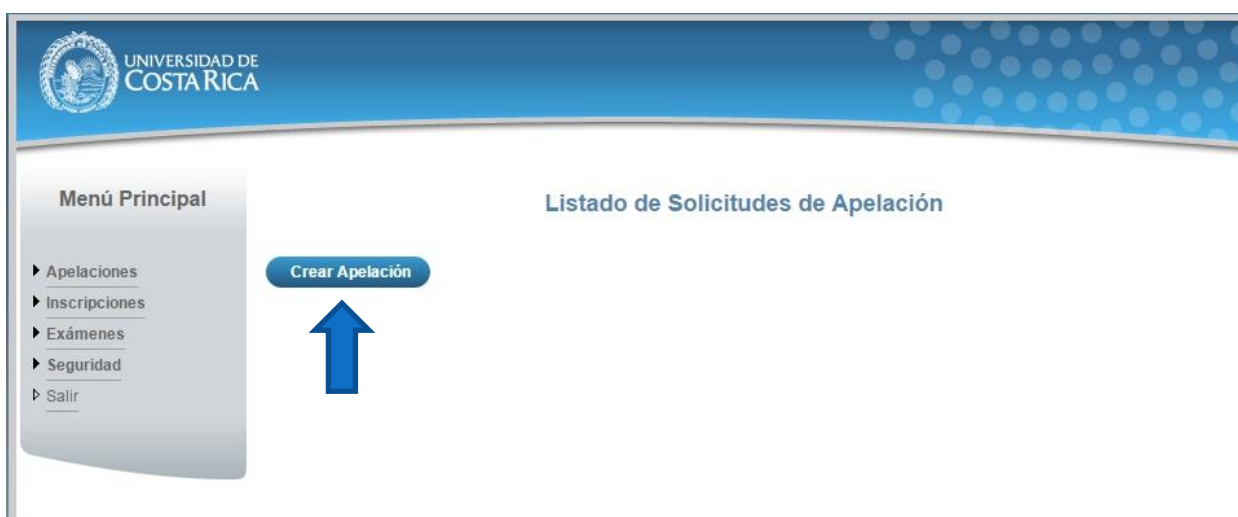 UNIVERSIDAD DE
COSTA RICA
Menú Principal
Apelaciones
Inscripciones
Exámenes
Seguridad
Salir
Listado de Solicitudes de Apelación
Crear Apelación